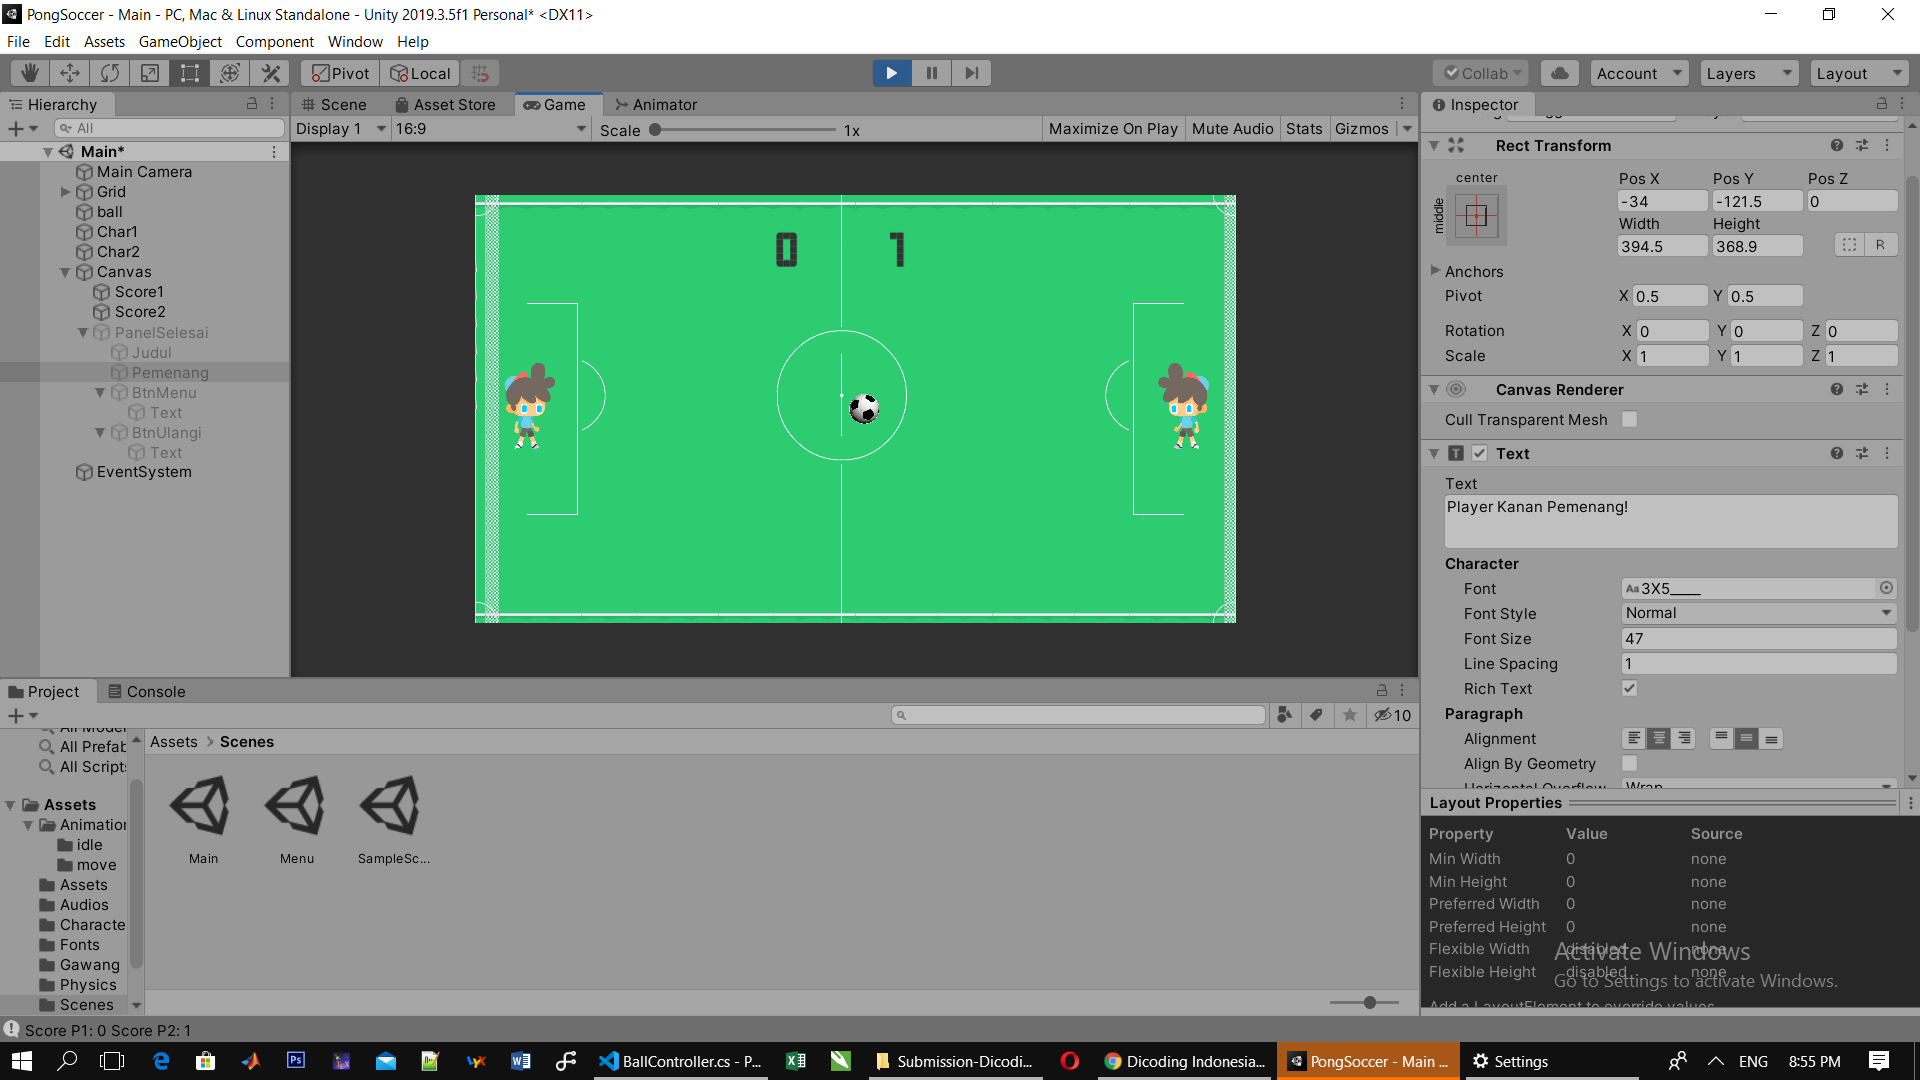 PongSoccer - Main - PC, Mac & Linux Standalone - Unity 2019.3.5f1 Personal* <DX11>
File Edit Assets GameObject Component Window Help
Pivot Local Collab Account Layers Layout
Hierarchy
All
Main*
Main Camera
Grid
ball
Char1
Char2
Canvas
Score1
Score2
PanelSelesai
Judul
Pemenang
BtnMenu
Text
BtnUlangi
Text
EventSystem
Scene Asset Store Game Animator
Display 1 16:9 Scale 1x Maximize On Play Mute Audio Stats Gizmos
0 1
Inspector
Rect Transform
center
middle
Pos X Pos Y Pos Z
-34 -121.5 0
Width Height
394.5 368.9 R
Anchors
Pivot X 0.5 Y 0.5
Rotation X 0 Y 0 Z 0
Scale X 1 Y 1 Z 1
Canvas Renderer
Cull Transparent Mesh
Text
Text
Player Kanan Pemenang!
Character
Font Aa 3X5____
Font Style Normal
Font Size 47
Line Spacing 1
Rich Text
Paragraph
Alignment
Align By Geometry
Horizontal Overflow Wrap
Layout Properties
Property Value Source
Min Width 0 none
Min Height 0 none
Preferred Width 0 none
Preferred Height 0 none
Flexible Width disabled none
Flexible Height disabled none
Add a LayoutElement to override values
Activate Windows
Go to Settings to activate Windows.
Project Console
10
All Prefab
All Scripts
Assets
Animation
idle
move
Assets
Audios
Characte
Fonts
Gawang
Physics
Scenes
Assets > Scenes
Main Menu SampleSc...
Score P1: 0 Score P2: 1
BallController.cs - P... Submission-Dicodi... Dicoding Indonesia... PongSoccer - Main ... Settings ENG 8:55 PM